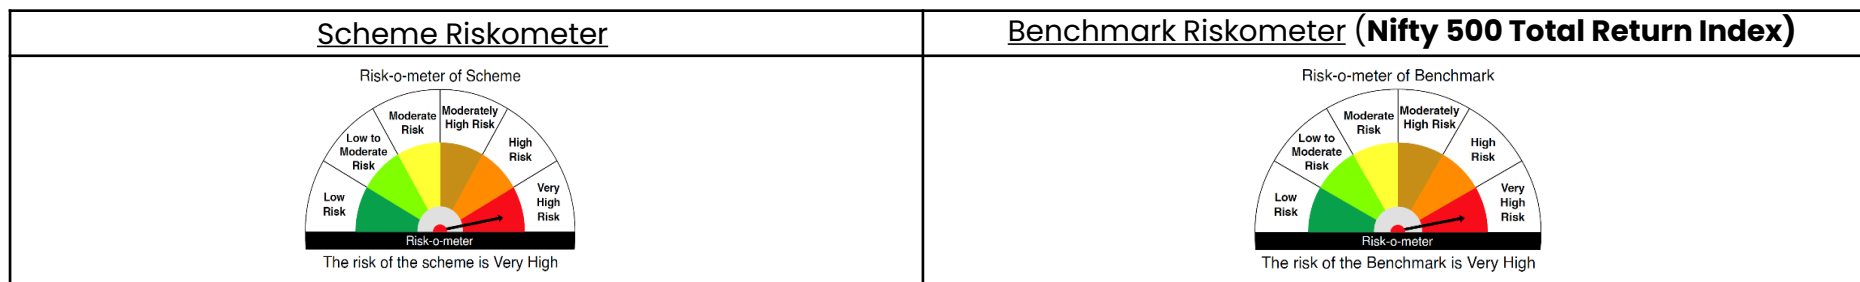 Scheme Riskometer
Benchmark Riskometer (Nifty 500 Total Return Index)
Risk-o-meter of Scheme
Low
Risk
Low to
Moderate
Risk
Moderate
Risk
Moderately
High Risk
High
Risk
Very
High
Risk
Risk-o-meter
The risk of the scheme is Very High
Risk-o-meter of Benchmark
Low
Risk
Low to
Moderate
Risk
Moderate
Risk
Moderately
High Risk
High
Risk
Very
High
Risk
Risk-o-meter
The risk of the Benchmark is Very High